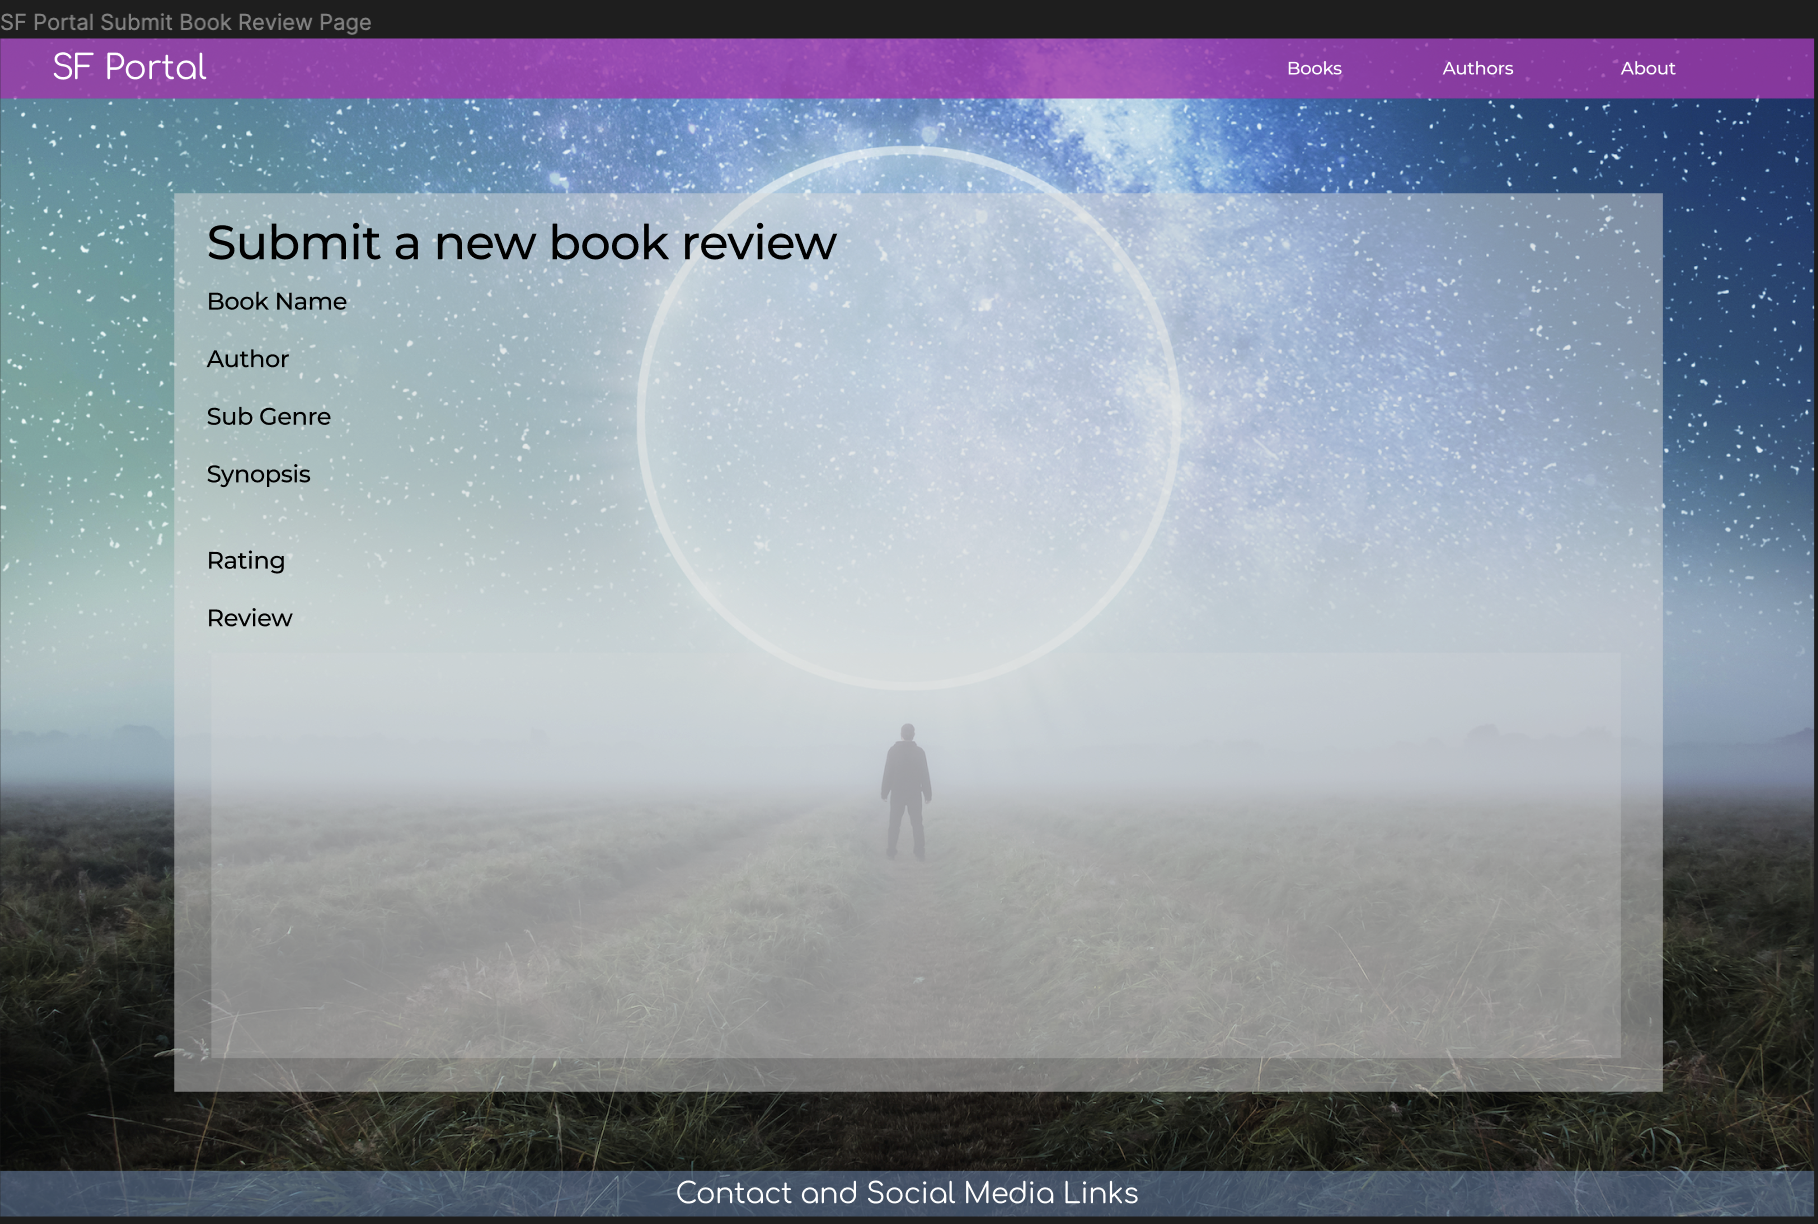 SF Portal Submit Book Review Page
SF Portal Books Authors About
Submit a new book review
Book Name
Author
Sub Genre
Synopsis
Rating
Review
Contact and Social Media Links